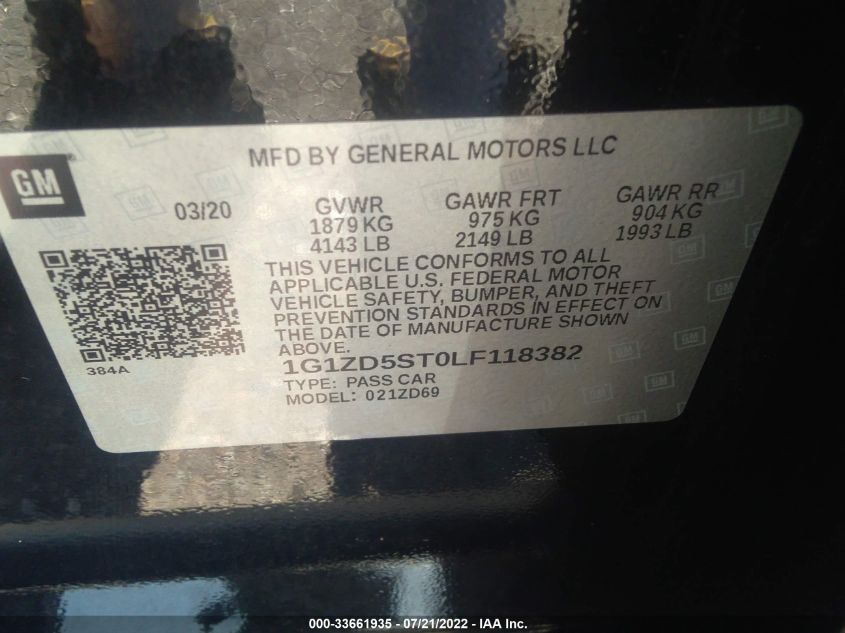 MFD BY GENERAL MOTORS LLC
GM
03/20
GVWR
1879 KG
4143 LB
GAWR FRT
975 KG
2149 LB
GAWR RR
904 KG
1993 LB
THIS VEHICLE CONFORMS TO ALL
APPLICABLE U.S. FEDERAL MOTOR
VEHICLE SAFETY, BUMPER, AND THEFT
PREVENTION STANDARDS IN EFFECT ON
THE DATE OF MANUFACTURE SHOWN
ABOVE.
384A
1G1ZD5ST0LF118382
TYPE: PASS CAR
MODEL: 021ZD69
000-33661935 - 07/21/2022 - IAA Inc.